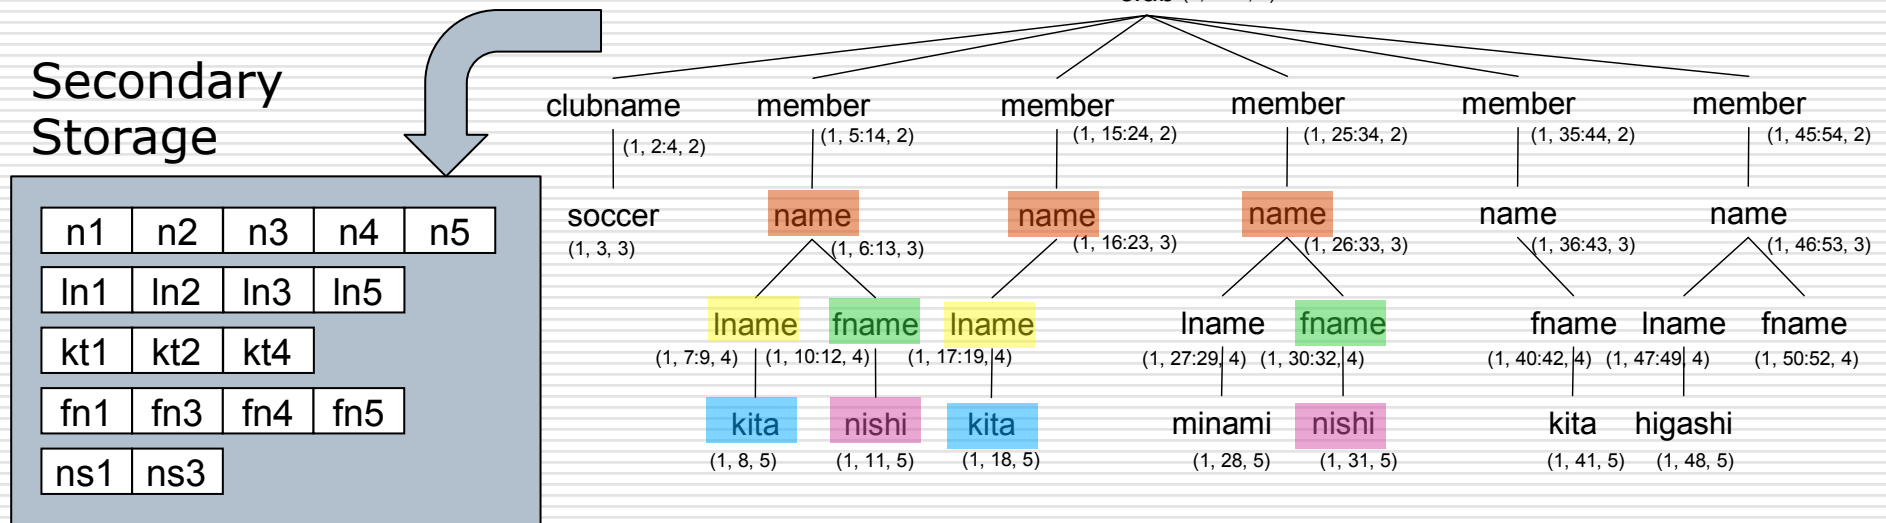 Secondary
Storage
n1 n2 n3 n4 n5
ln1 ln2 ln3 ln5
kt1 kt2 kt4
fn1 fn3 fn4 fn5
ns1 ns3
clubname member member member member member
(1, 2:4, 2) (1, 5:14, 2) (1, 15:24, 2) (1, 25:34, 2) (1, 35:44, 2) (1, 45:54, 2)
soccer name name name name name
(1, 3, 3) (1, 6:13, 3) (1, 16:23, 3) (1, 26:33, 3) (1, 36:43, 3) (1, 46:53, 3)
lname fname lname lname fname fname lname fname
(1, 7:9, 4) (1, 10:12, 4) (1, 17:19, 4) (1, 27:29, 4) (1, 30:32, 4) (1, 40:42, 4) (1, 47:49, 4) (1, 50:52, 4)
kita nishi kita minami nishi kita higashi
(1, 8, 5) (1, 11, 5) (1, 18, 5) (1, 28, 5) (1, 31, 5) (1, 41, 5) (1, 48, 5)